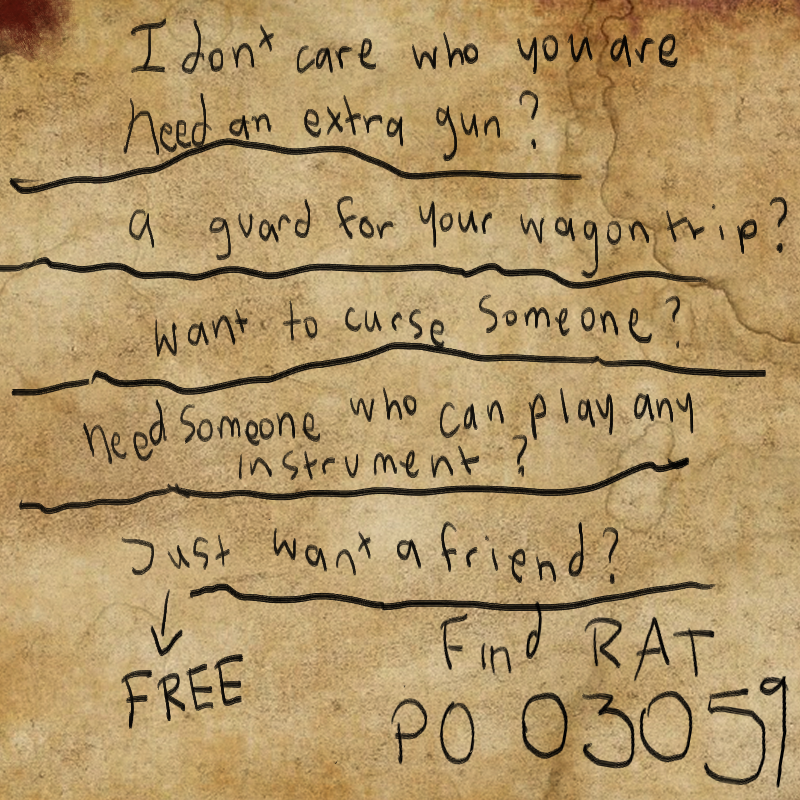 I don't care who you are
need an extra gun?
a guard for your wagon trip?
want to curse someone?
need someone who can play any
instrument?
Just want a friend?
FREE
Find RAT
PO 03059